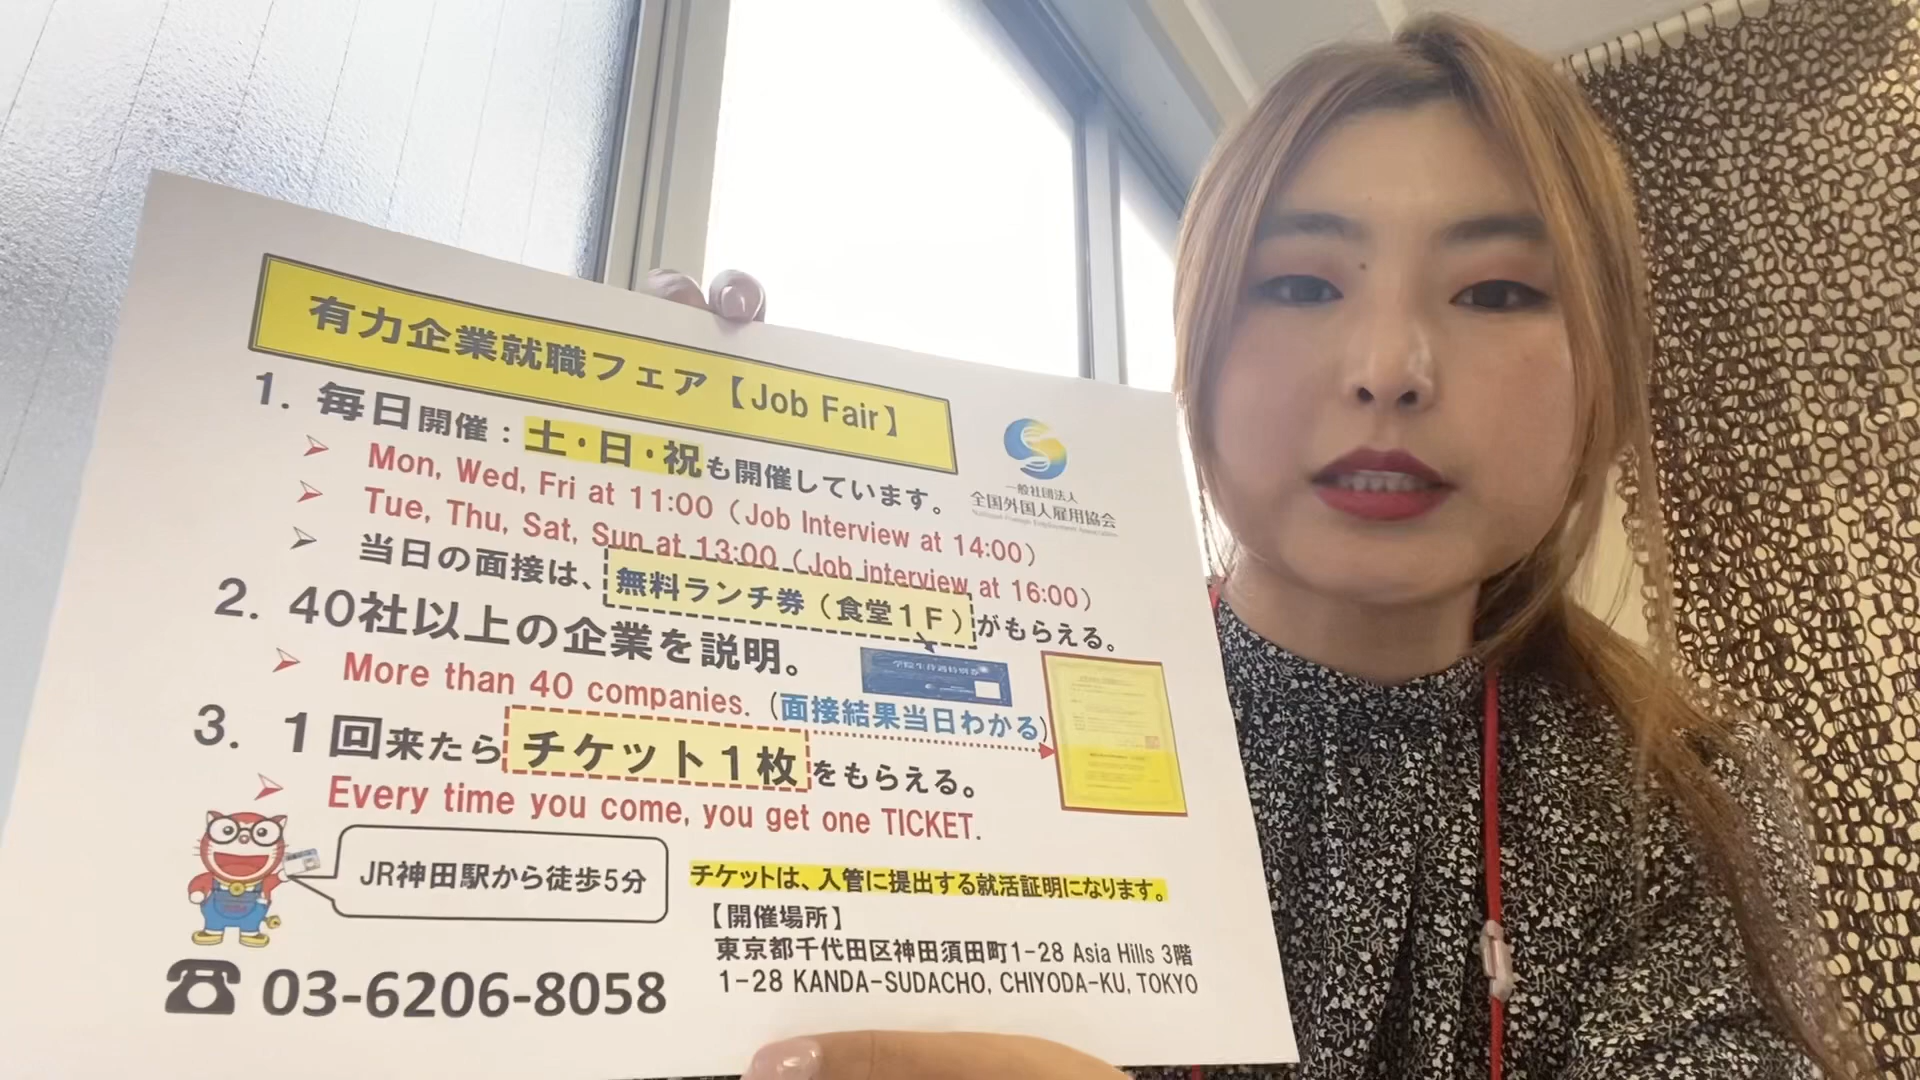 有力企業就職フェア【Job Fair】
1. 毎日開催：土・日・祝も開催しています。
➢ Mon, Wed, Fri at 11:00（Job Interview at 14:00）
➢ Tue, Thu, Sat, Sun at 13:00（Job interview at 16:00）
➢ 当日の面接は、無料ランチ券（食堂１F）がもらえる。
一般社団法人
全国外国人雇用協会
2. 40社以上の企業を説明。
➢ More than 40 companies.（面接結果当日わかる）
3. １回来たらチケット１枚をもらえる。
➢ Every time you come, you get one TICKET.
JR神田駅から徒歩5分
☎ 03-6206-8058
チケットは、入管に提出する就活証明になります。
【開催場所】
東京都千代田区神田須田町1-28 Asia Hills 3階
1-28 KANDA-SUDACHO, CHIYODA-KU, TOKYO